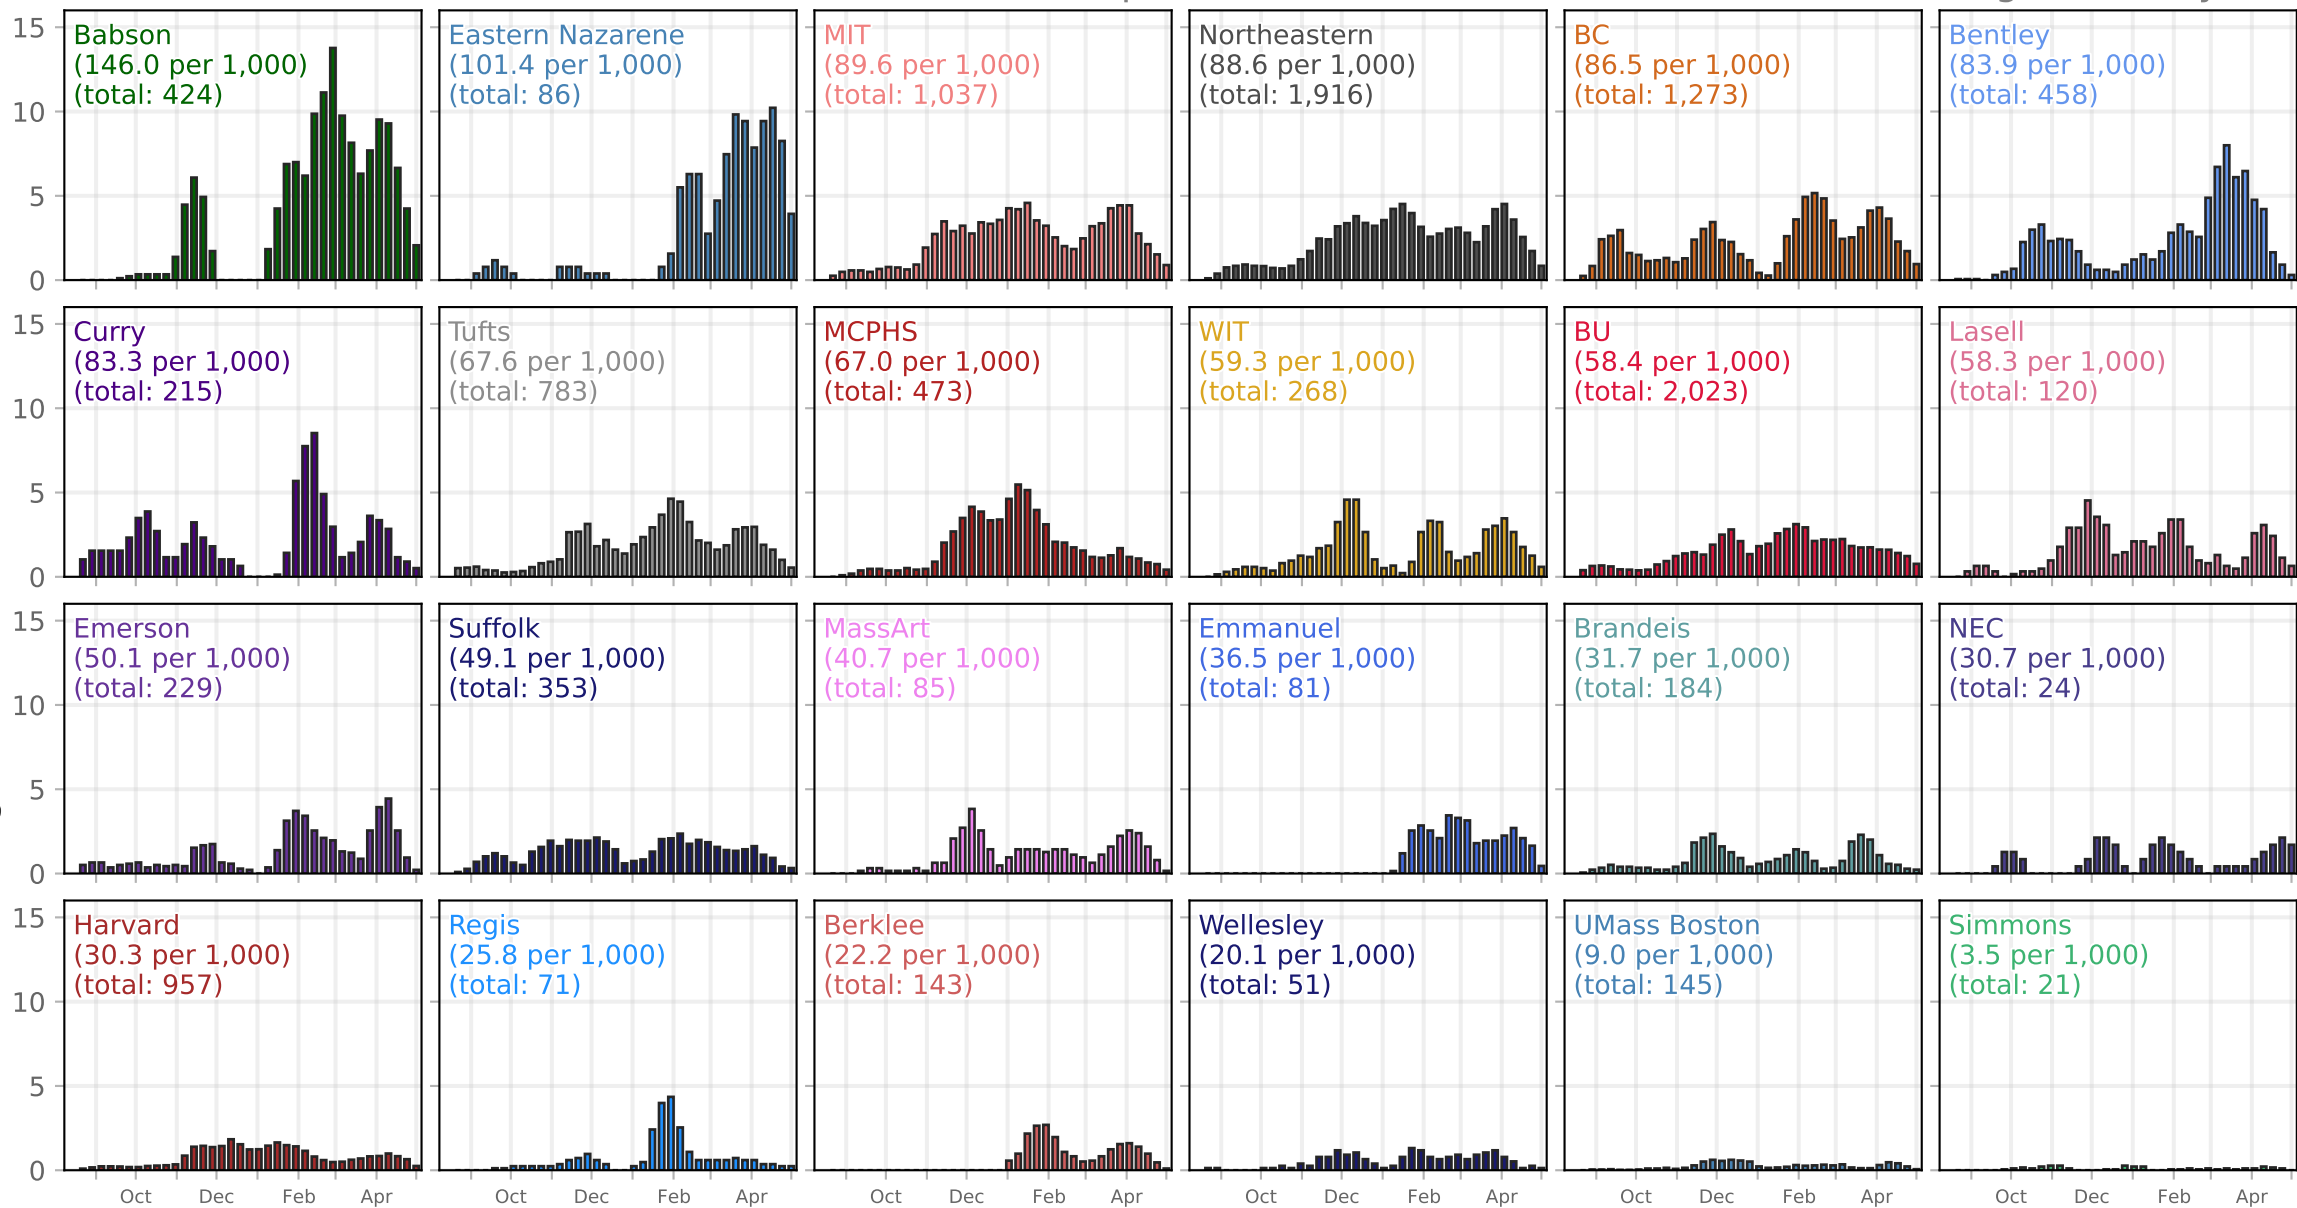 15
10
5
0
Babson
(146.0 per 1,000)
(total: 424)
Eastern Nazarene
(101.4 per 1,000)
(total: 86)
MIT
(89.6 per 1,000)
(total: 1,037)
Northeastern
(88.6 per 1,000)
(total: 1,916)
BC
(86.5 per 1,000)
(total: 1,273)
Bentley
(83.9 per 1,000)
(total: 458)
15
10
5
0
Curry
(83.3 per 1,000)
(total: 215)
Tufts
(67.6 per 1,000)
(total: 783)
MCPHS
(67.0 per 1,000)
(total: 473)
WIT
(59.3 per 1,000)
(total: 268)
BU
(58.4 per 1,000)
(total: 2,023)
Lasell
(58.3 per 1,000)
(total: 120)
15
10
5
0
Emerson
(50.1 per 1,000)
(total: 229)
Suffolk
(49.1 per 1,000)
(total: 353)
MassArt
(40.7 per 1,000)
(total: 85)
Emmanuel
(36.5 per 1,000)
(total: 81)
Brandeis
(31.7 per 1,000)
(total: 184)
NEC
(30.7 per 1,000)
(total: 24)
15
10
5
0
Harvard
(30.3 per 1,000)
(total: 957)
Regis
(25.8 per 1,000)
(total: 71)
Berklee
(22.2 per 1,000)
(total: 143)
Wellesley
(20.1 per 1,000)
(total: 51)
UMass Boston
(9.0 per 1,000)
(total: 145)
Simmons
(3.5 per 1,000)
(total: 21)
Oct Dec Feb Apr
Oct Dec Feb Apr
Oct Dec Feb Apr
Oct Dec Feb Apr
Oct Dec Feb Apr
Oct Dec Feb Apr